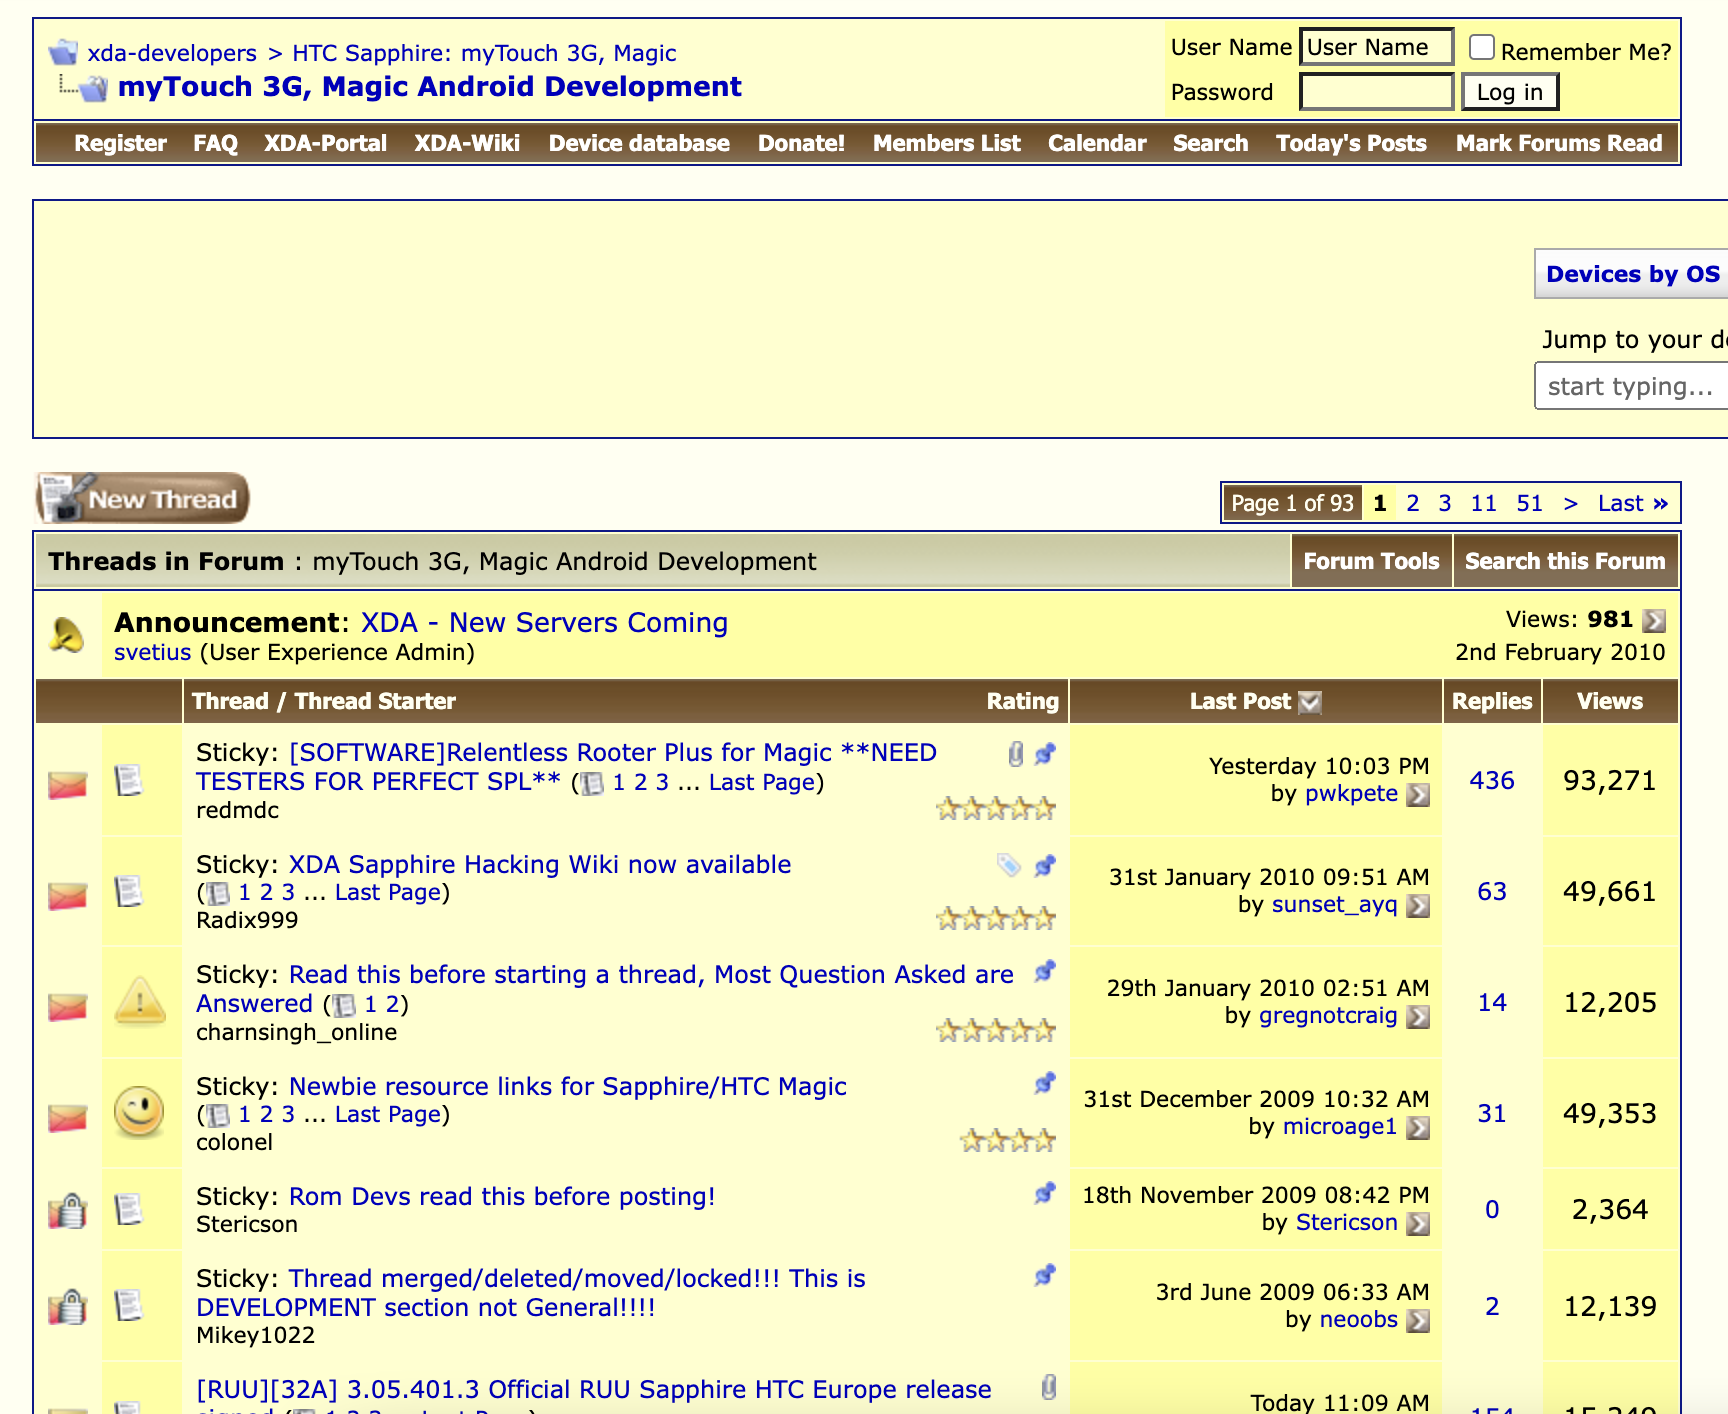 xda-developers > HTC Sapphire: myTouch 3G, Magic
myTouch 3G, Magic Android Development
User Name User Name Remember Me?
Password Log in
Register FAQ XDA-Portal XDA-Wiki Device database Donate! Members List Calendar Search Today's Posts Mark Forums Read
Devices by OS
Jump to your
start typing...
New Thread
Page 1 of 93 1 2 3 11 51 > Last »
Threads in Forum : myTouch 3G, Magic Android Development Forum Tools Search this Forum
Announcement: XDA - New Servers Coming Views: 981
svetius (User Experience Admin) 2nd February 2010
Thread / Thread Starter Rating Last Post Replies Views
Sticky: [SOFTWARE]Relentless Rooter Plus for Magic **NEED
TESTERS FOR PERFECT SPL** ( 1 2 3 ... Last Page)
redmdc
Yesterday 10:03 PM
by pwkpete
436
93,271
Sticky: XDA Sapphire Hacking Wiki now available
( 1 2 3 ... Last Page)
Radix999
31st January 2010 09:51 AM
by sunset_ayq
63
49,661
Sticky: Read this before starting a thread, Most Question Asked are
Answered ( 1 2)
charnsingh_online
29th January 2010 02:51 AM
by gregnotcraig
14
12,205
Sticky: Newbie resource links for Sapphire/HTC Magic
( 1 2 3 ... Last Page)
colonel
31st December 2009 10:32 AM
by microage1
31
49,353
Sticky: Rom Devs read this before posting!
Stericson
18th November 2009 08:42 PM
by Stericson
0
2,364
Sticky: Thread merged/deleted/moved/locked!!! This is
DEVELOPMENT section not General!!!!
Mikey1022
3rd June 2009 06:33 AM
by neoobs
2
12,139
[RUU][32A] 3.05.401.3 Official RUU Sapphire HTC Europe release
Today 11:09 AM